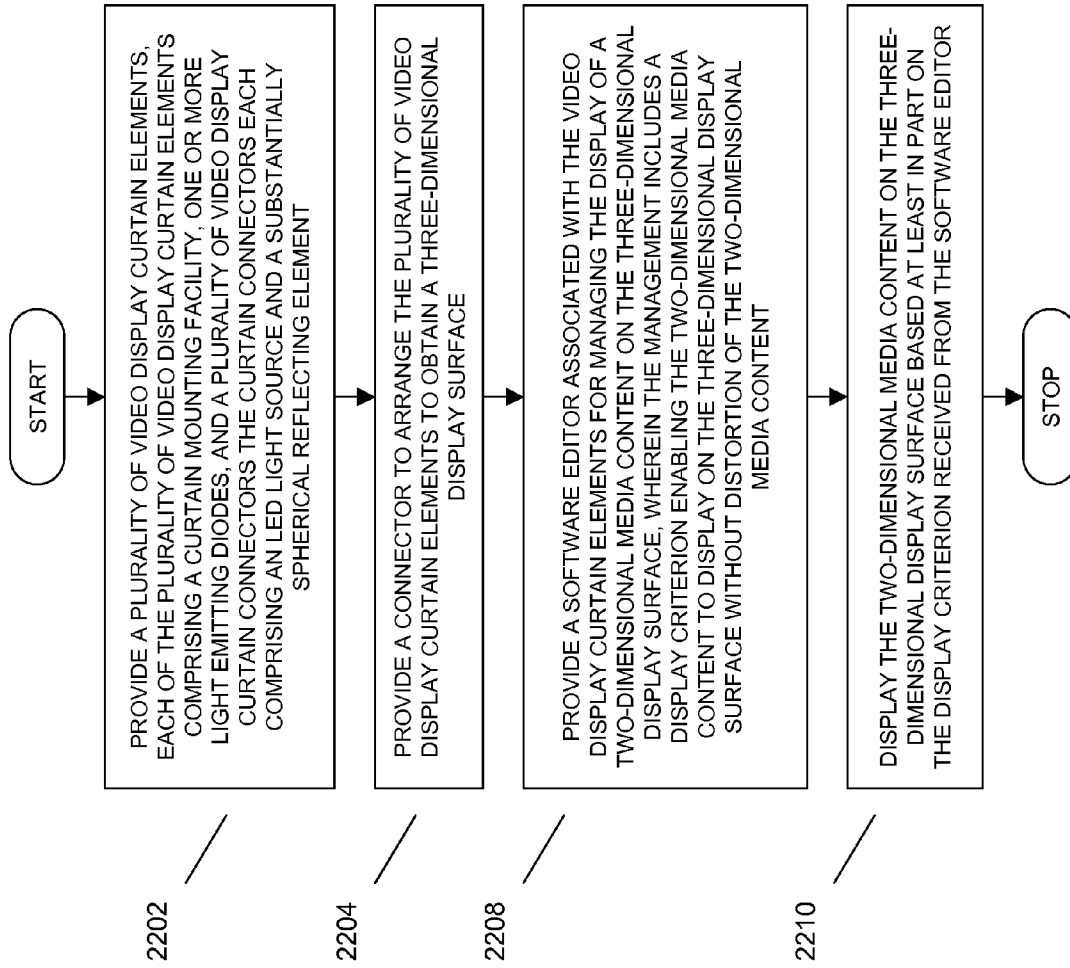 START
2202
PROVIDE A PLURALITY OF VIDEO DISPLAY CURTAIN ELEMENTS,
EACH OF THE PLURALITY OF VIDEO DISPLAY CURTAIN ELEMENTS
COMPRISING A CURTAIN MOUNTING FACILITY, ONE OR MORE
LIGHT EMITTING DIODES, AND A PLURALITY OF VIDEO DISPLAY
CURTAIN CONNECTORS THE CURTAIN CONNECTORS EACH
COMPRISING AN LED LIGHT SOURCE AND A SUBSTANTIALLY
SPHERICAL REFLECTING ELEMENT
2204
PROVIDE A CONNECTOR TO ARRANGE THE PLURALITY OF VIDEO
DISPLAY CURTAIN ELEMENTS TO OBTAIN A THREE-DIMENSIONAL
DISPLAY SURFACE
2208
PROVIDE A SOFTWARE EDITOR ASSOCIATED WITH THE VIDEO
DISPLAY CURTAIN ELEMENTS FOR MANAGING THE DISPLAY OF A
TWO-DIMENSIONAL MEDIA CONTENT ON THE THREE-DIMENSIONAL
DISPLAY SURFACE, WHEREIN THE MANAGEMENT INCLUDES A
DISPLAY CRITERION ENABLING THE TWO-DIMENSIONAL MEDIA
CONTENT TO DISPLAY ON THE THREE-DIMENSIONAL DISPLAY
SURFACE WITHOUT DISTORTION OF THE TWO-DIMENSIONAL
MEDIA CONTENT
2210
DISPLAY THE TWO-DIMENSIONAL MEDIA CONTENT ON THE THREE-
DIMENSIONAL DISPLAY SURFACE BASED AT LEAST IN PART ON
THE DISPLAY CRITERION RECEIVED FROM THE SOFTWARE EDITOR
STOP